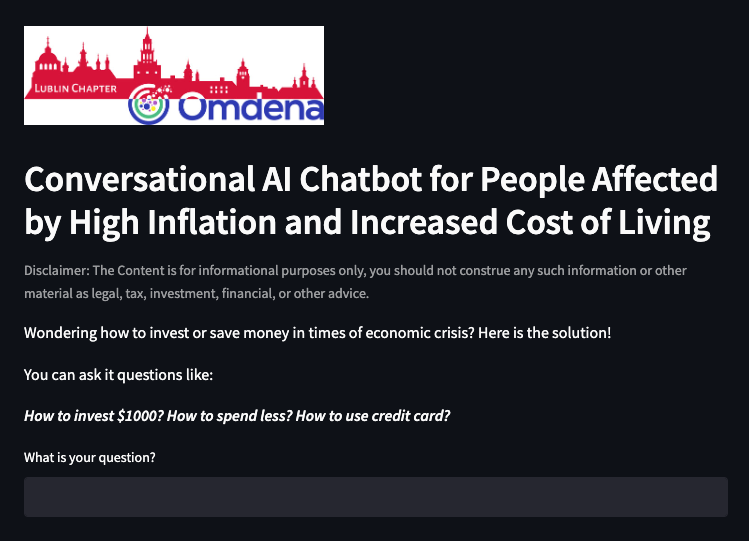 LUBLIN CHAPTER
Omdena
Conversational AI Chatbot for People Affected
by High Inflation and Increased Cost of Living
Disclaimer: The Content is for informational purposes only, you should not construe any such information or other
material as legal, tax, investment, financial, or other advice.
Wondering how to invest or save money in times of economic crisis? Here is the solution!
You can ask it questions like:
How to invest $1000? How to spend less? How to use credit card?
What is your question?